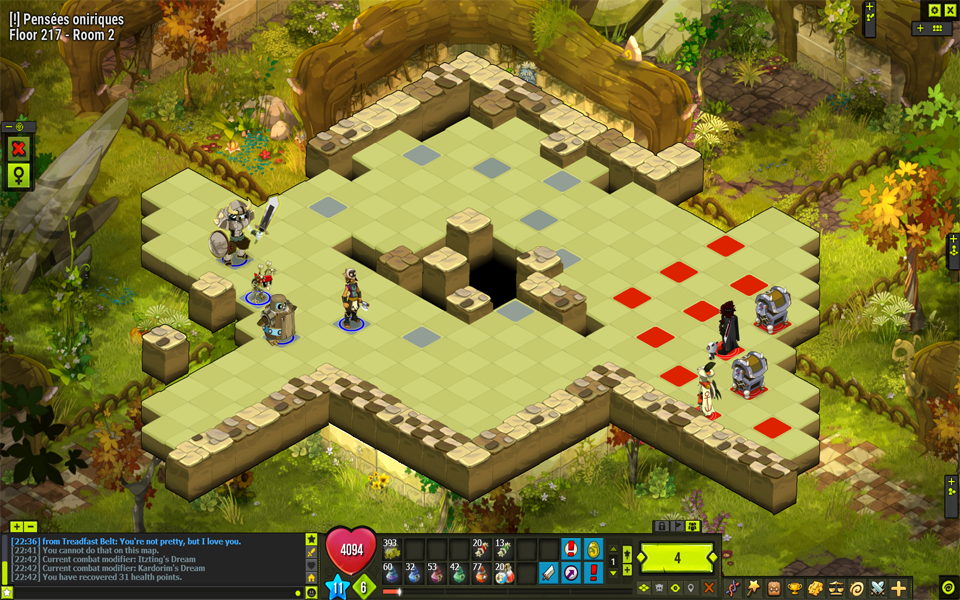 [!] Pensées oniriques
Floor 217 - Room 2
[22:36] from Treadfast Belt: You're not pretty, but I love you.
[22:41] You cannot do that on this map.
[22:42] Current combat modifier: Itzting's Dream
[22:42] Current combat modifier: Kardorim's Dream
[22:42] You have recovered 31 health points.
4094
11
6
393
20
13
60
32
53
42
77
20
1
4